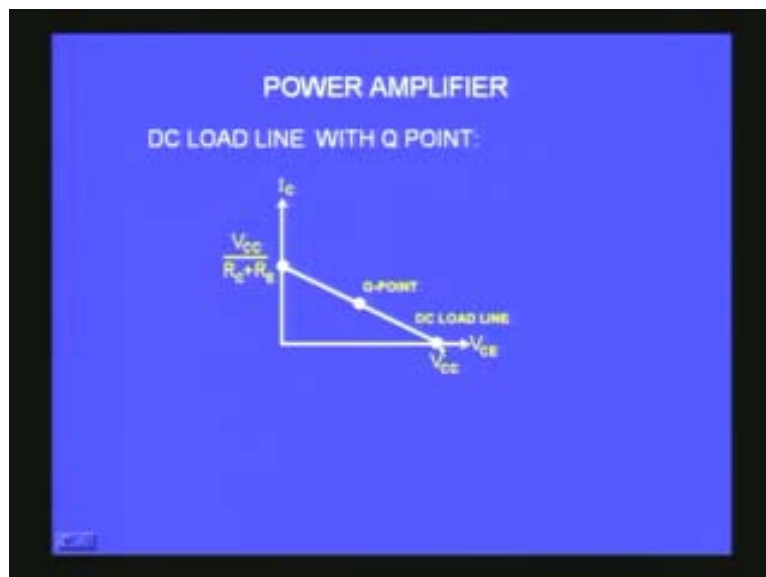 POWER AMPLIFIER
DC LOAD LINE WITH Q POINT:
IC
VCC
RC+RE
Q-POINT
DC LOAD LINE
VCE
VCC